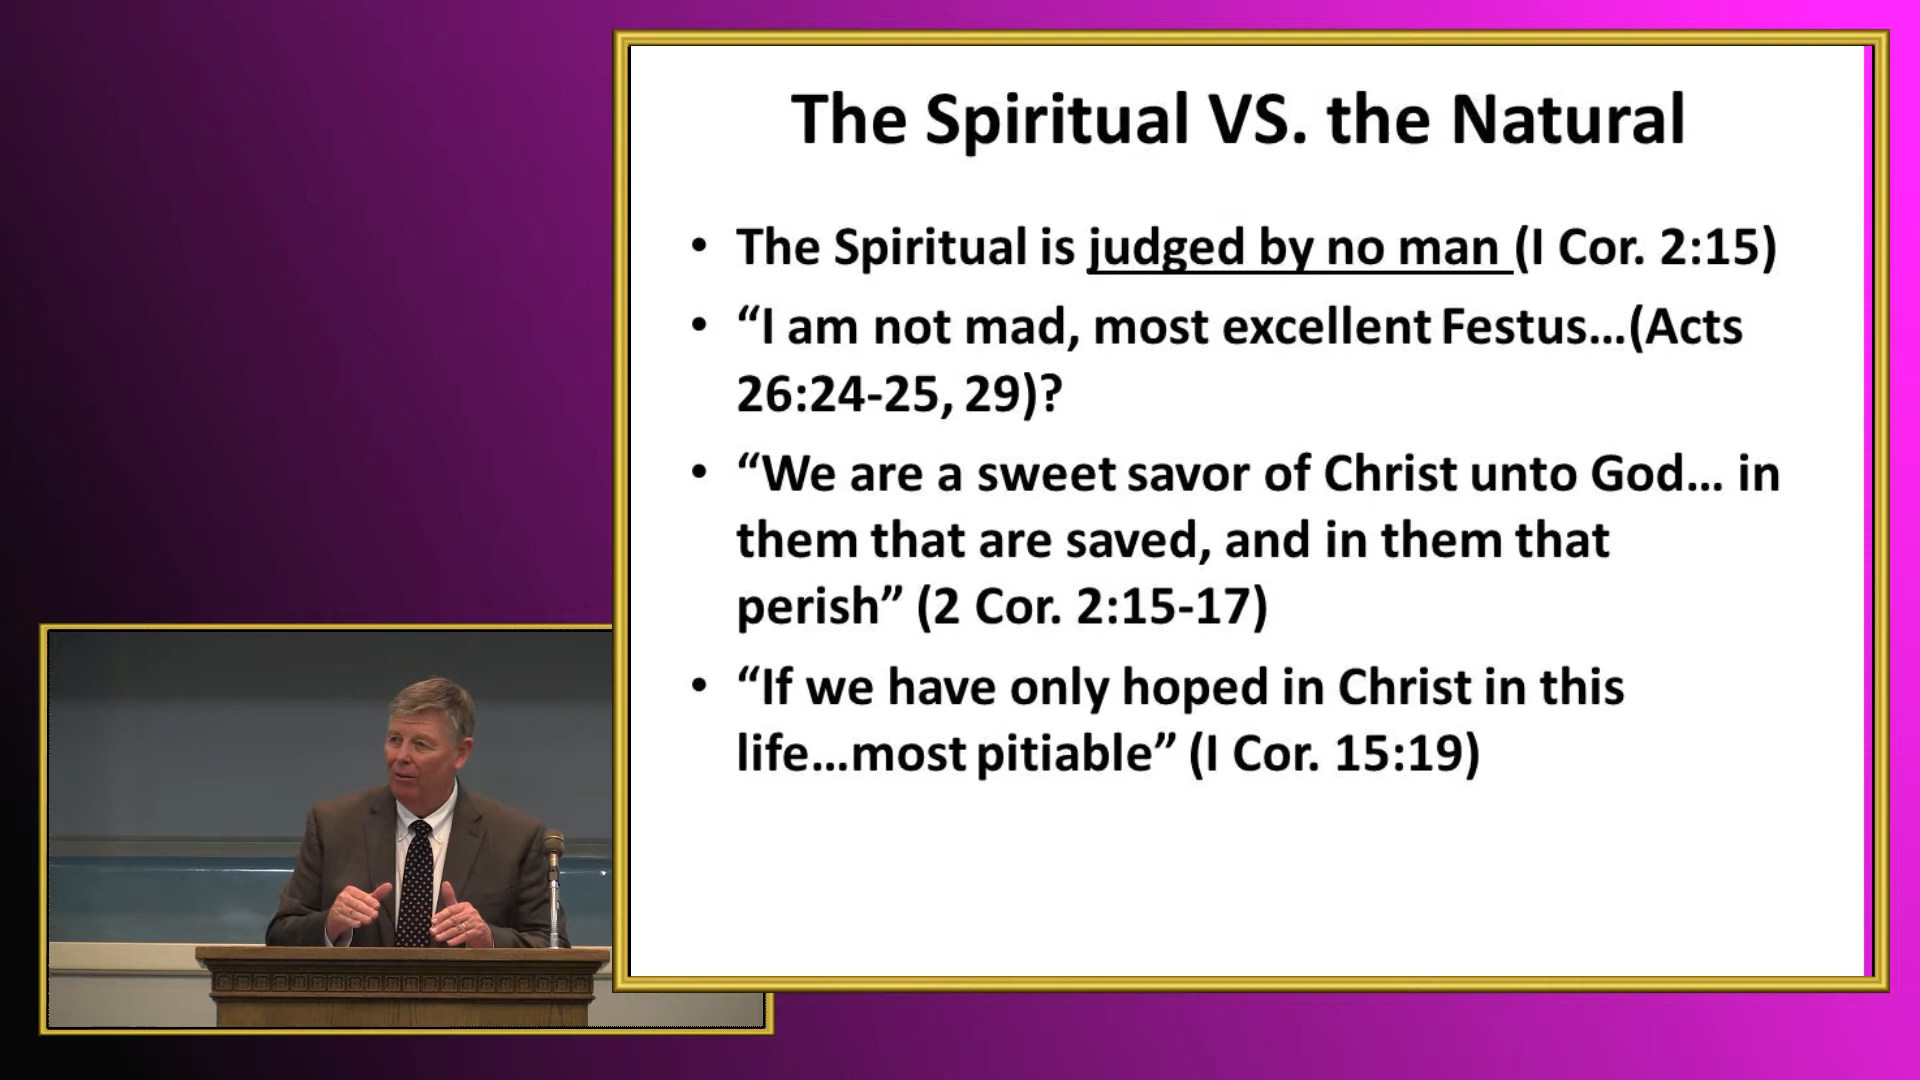 The Spiritual VS. the Natural
• The Spiritual is judged by no man (I Cor. 2:15)
• “I am not mad, most excellent Festus…(Acts
26:24-25, 29)?
• “We are a sweet savor of Christ unto God… in
them that are saved, and in them that
perish” (2 Cor. 2:15-17)
• “If we have only hoped in Christ in this
life…most pitiable” (I Cor. 15:19)